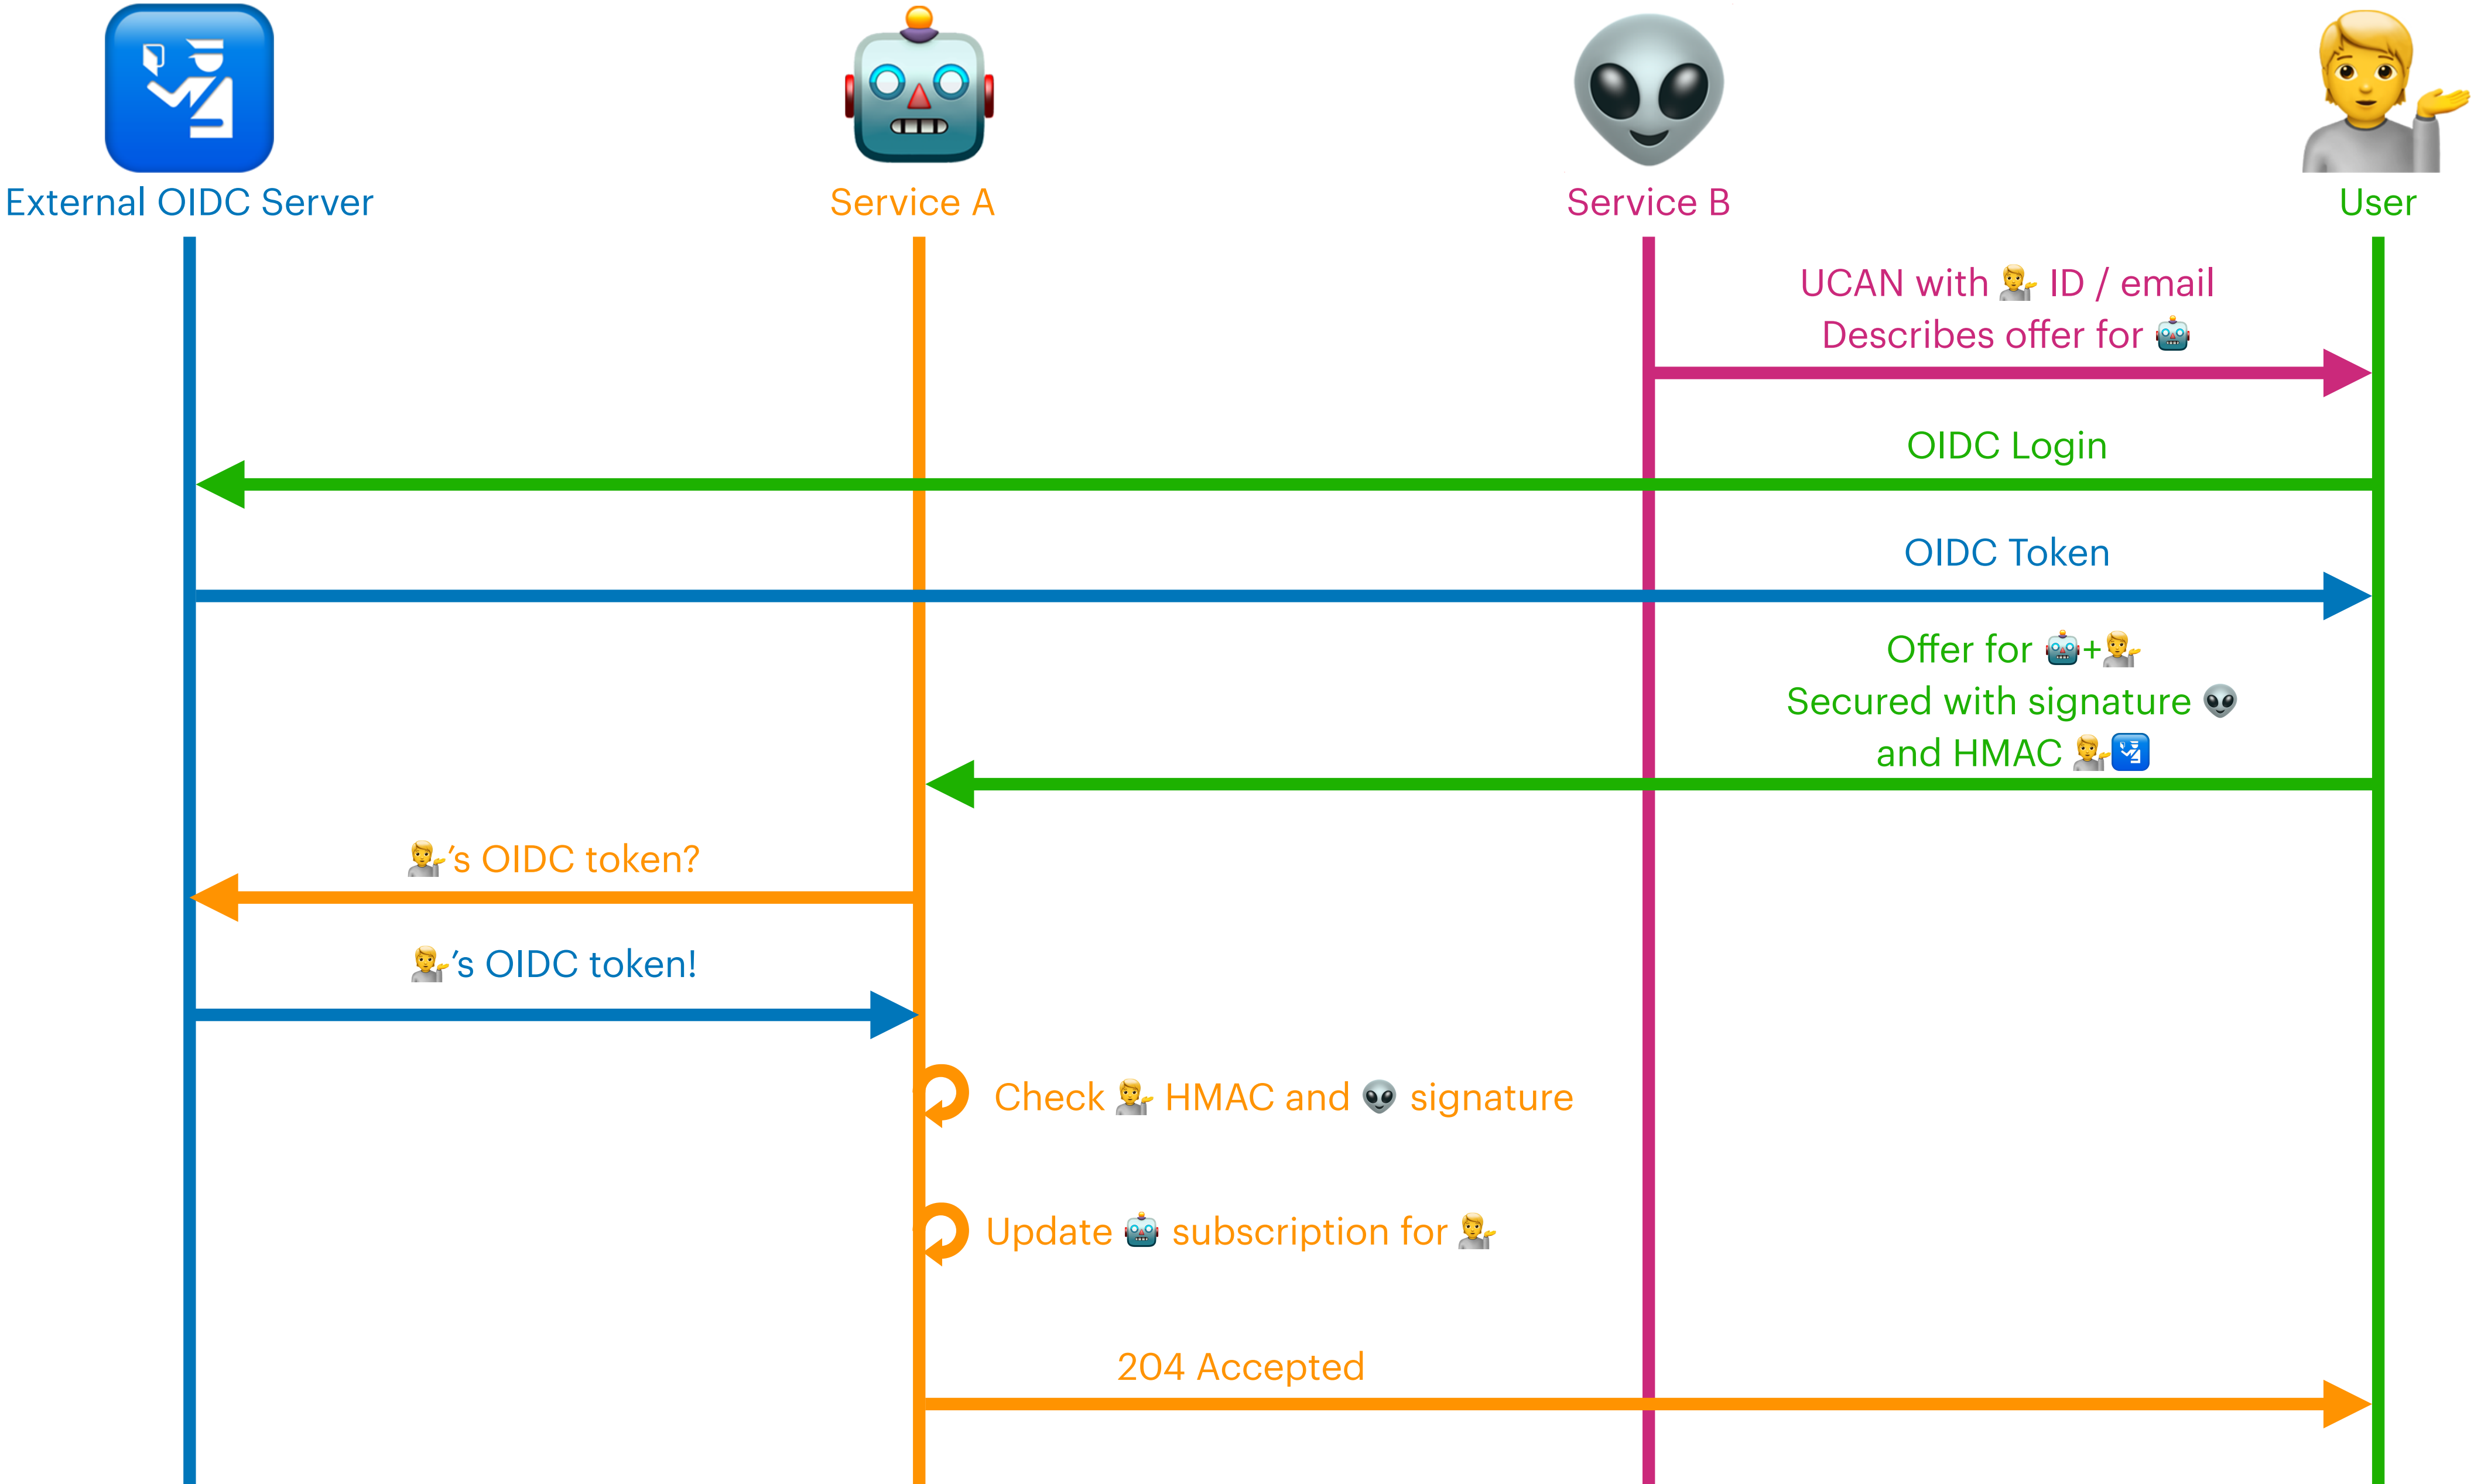 External OIDC Server
Service A
Service B
User
UCAN with 💁 ID / email
Describes offer for 🤖
OIDC Login
OIDC Token
Offer for 🤖+💁
Secured with signature 👽
and HMAC 💁🛂
💁’s OIDC token?
💁’s OIDC token!
Check 💁 HMAC and 👽 signature
Update 🤖 subscription for 💁
204 Accepted